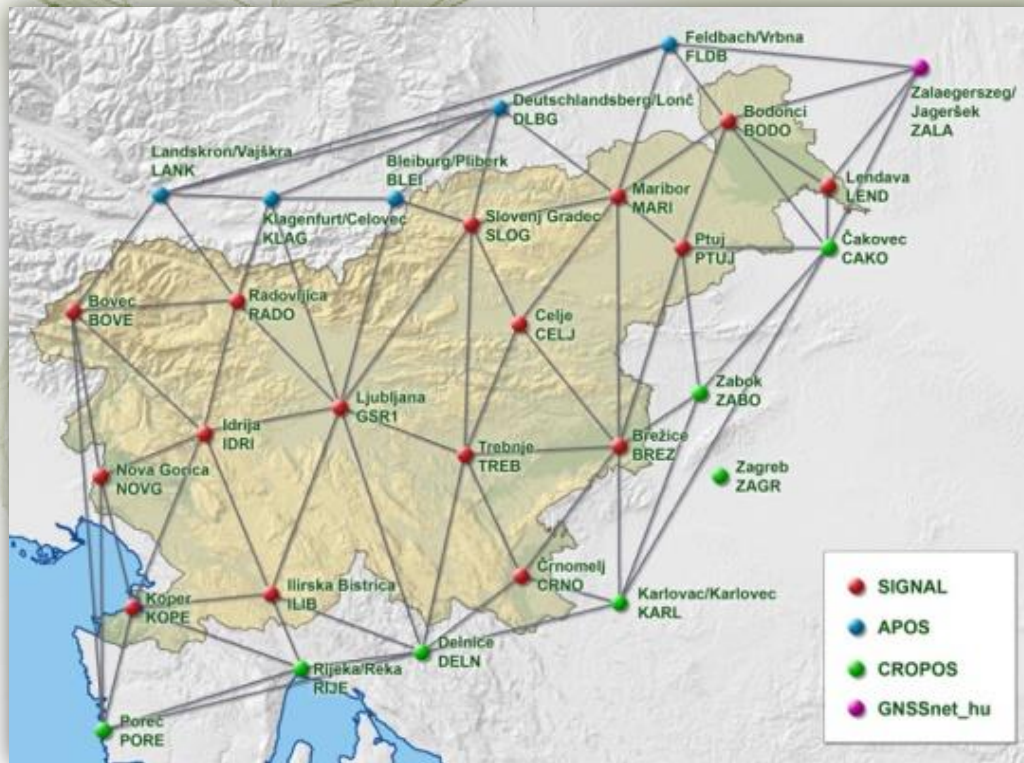 Feldbach/Vrbna
FLDB
Zalaegerszeg/
Jageršek
ZALA
Deutschlandsberg/Lonč
DLBG
Bodonci
BODO
Landskron/Vajškra
LANK
Bleiburg/Pliberk
BLEI
Lendava
LEND
Maribor
MARI
Klagenfurt/Celovec
KLAG
Slovenj Gradec
SLOG
Ptuj
PTUJ
Čakovec
CAKO
Bovec
BOVE
Radovljica
RADO
Celje
CELJ
Zabok
ZABO
Ljubljana
GSR1
Idrija
IDRI
Brežice
BREZ
Trebnje
TREB
Nova Gorica
NOVG
Zagreb
ZAGR
Črnomelj
CRNO
Ilirska Bistrica
ILIB
Koper
KOPE
Karlovac/Karlovec
KARL
Delnice
DELN
Rijeka/Reka
RIJE
Poreč
PORE
SIGNAL
APOS
CROPOS
GNSSnet_hu